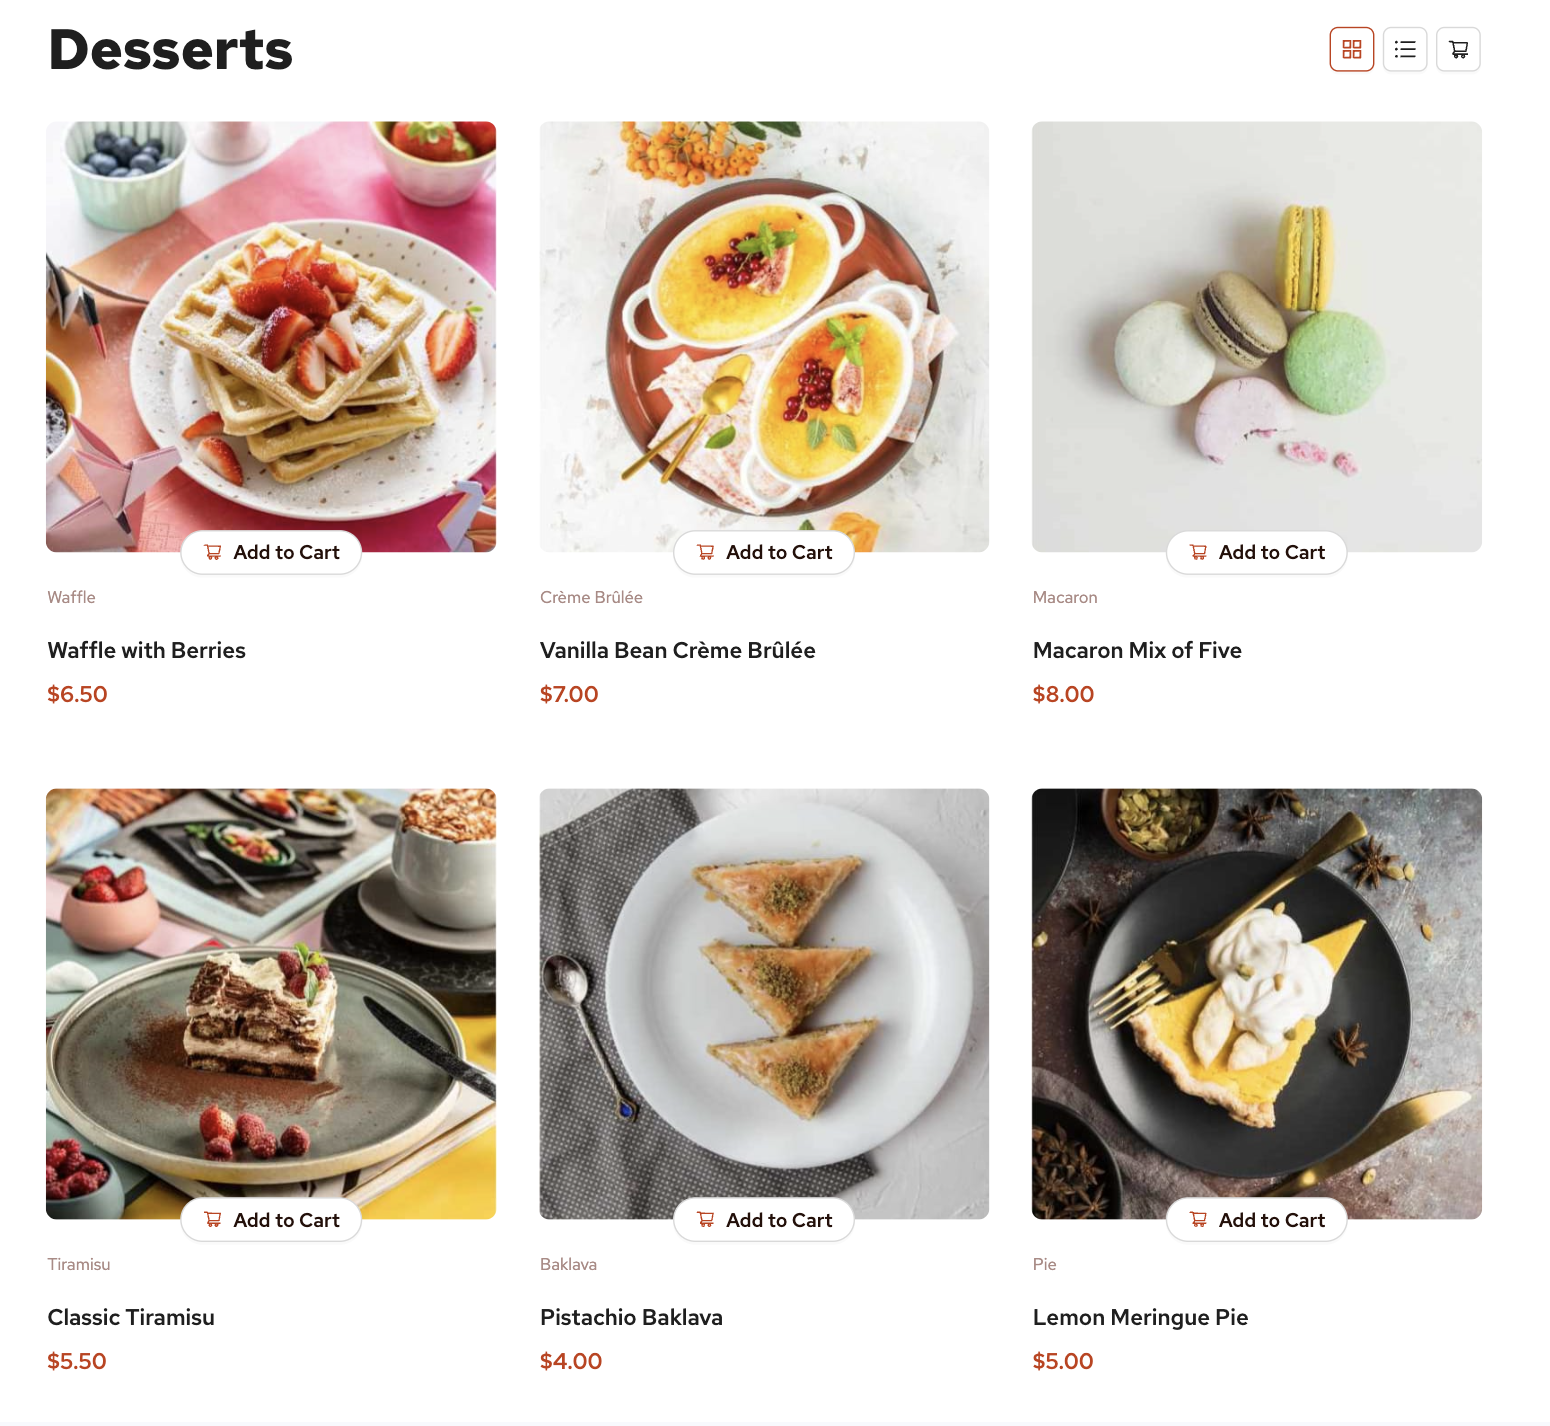 Desserts
Add to Cart
Add to Cart
Add to Cart
Waffle
Crème Brûlée
Macaron
Waffle with Berries
Vanilla Bean Crème Brûlée
Macaron Mix of Five
$6.50
$7.00
$8.00
Add to Cart
Add to Cart
Add to Cart
Tiramisu
Baklava
Pie
Classic Tiramisu
Pistachio Baklava
Lemon Meringue Pie
$5.50
$4.00
$5.00